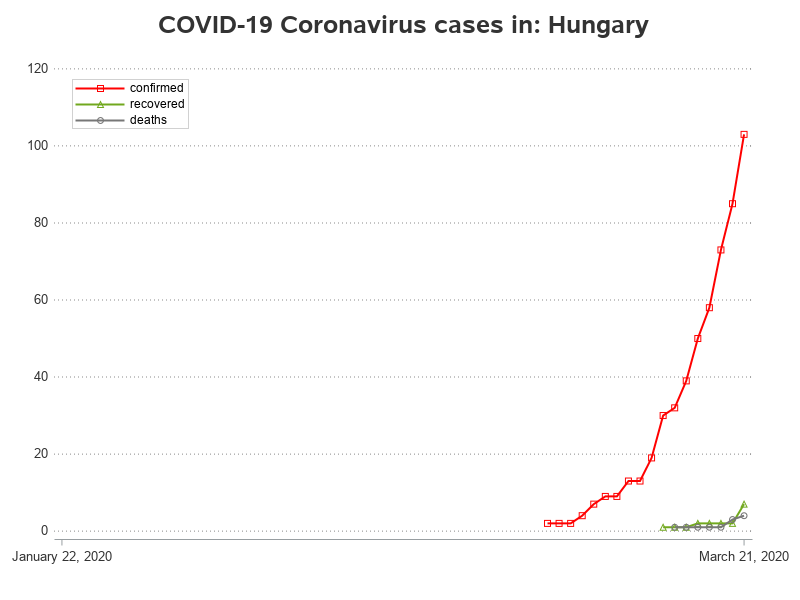 COVID-19 Coronavirus cases in: Hungary
120
confirmed
recovered
deaths
100
80
60
40
20
0
January 22, 2020
March 21, 2020